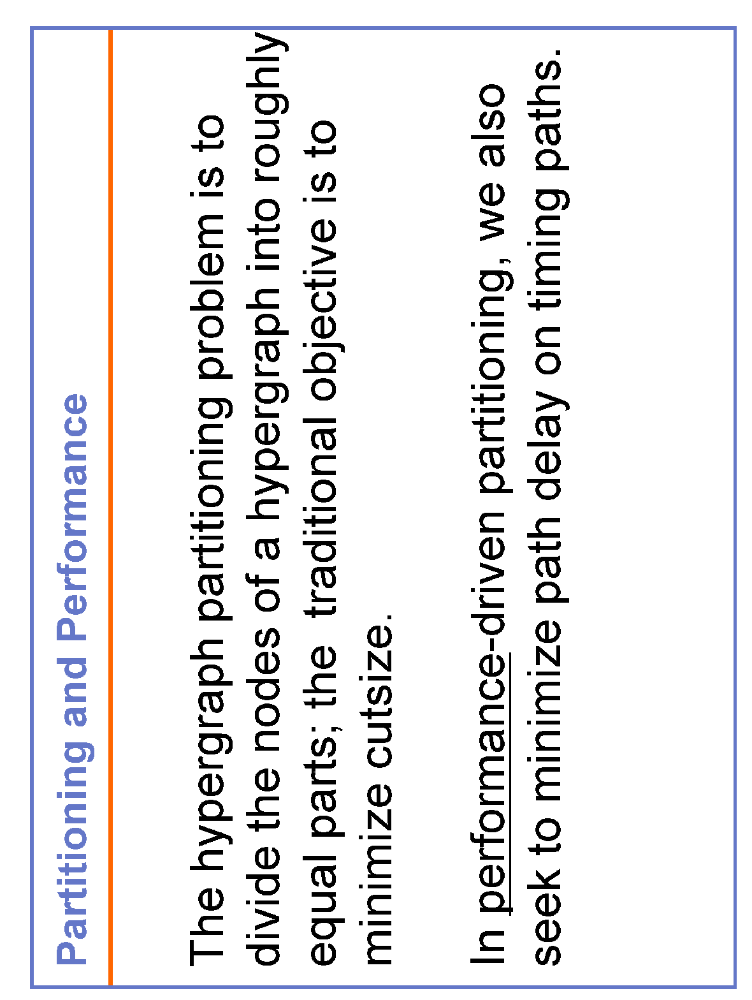 Partitioning and Performance
The hypergraph partitioning problem is to
divide the nodes of a hypergraph into roughly
equal parts; the  traditional objective is to
minimize cutsize.
In performance-driven partitioning, we also
seek to minimize path delay on timing paths.